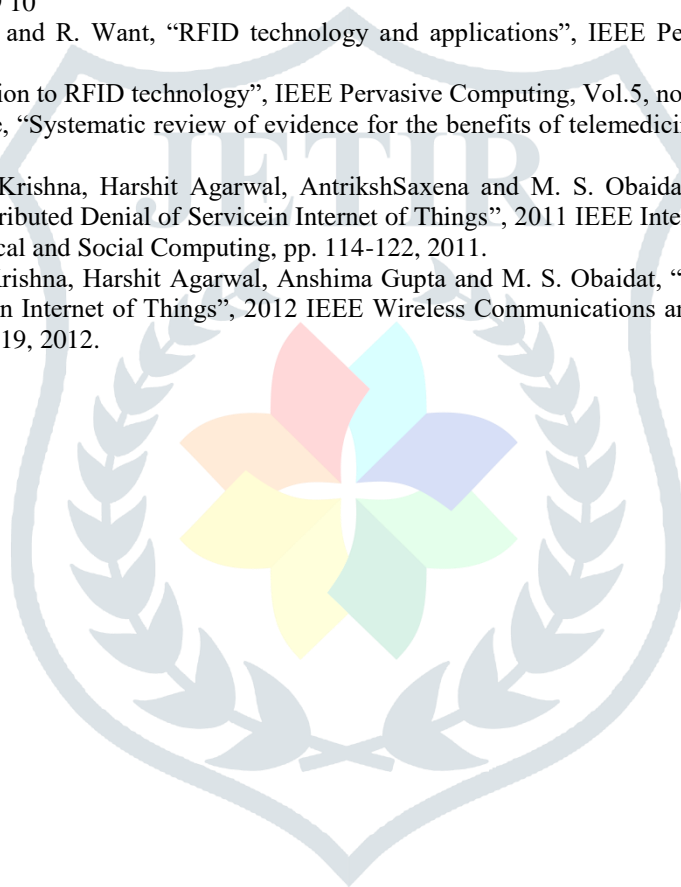 10
and R. Want, “RFID technology and applications”, IEEE Pe
ion to RFID technology”, IEEE Pervasive Computing, Vol.5, no
, “Systematic review of evidence for the benefits of telemedicin
JETIR
Krishna, Harshit Agarwal, AntrikshSaxena and M. S. Obaida
ributed Denial of Servicein Internet of Things”, 2011 IEEE Inte
cal and Social Computing, pp. 114-122, 2011.
rishna, Harshit Agarwal, Anshima Gupta and M. S. Obaidat, “
n Internet of Things”, 2012 IEEE Wireless Communications an
19, 2012.